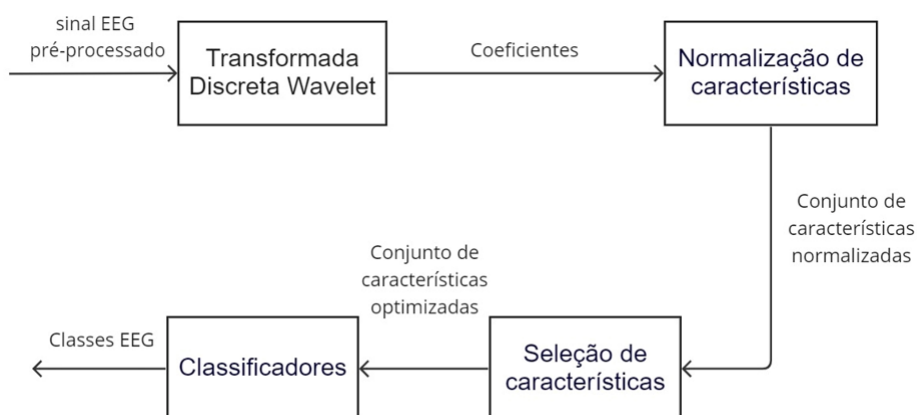 sinal EEG
pré-processado
Transformada
Discreta Wavelet
Coeficientes
Normalização de
características
Conjunto de
características
normalizadas
Seleção de
características
Conjunto de
características
optimizadas
Classificadores
Classes EEG